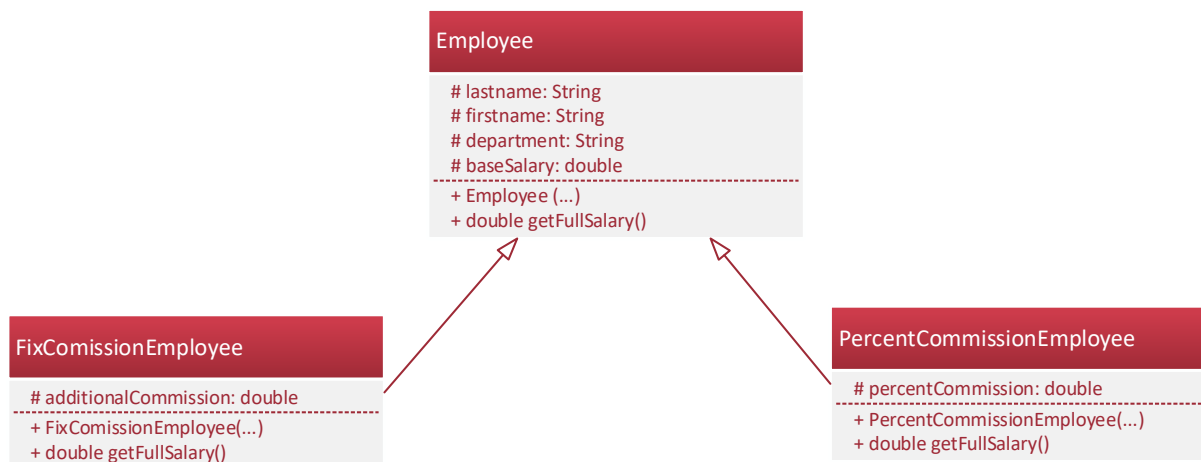 Employee
# lastname: String
# firstname: String
# department: String
# baseSalary: double
+ Employee (...)
+ double getFullSalary()
FixComissionEmployee
# additionalCommission: double
+ FixComissionEmployee(...)
+ double getFullSalary()
PercentCommissionEmployee
# percentCommission: double
+ PercentCommissionEmployee(...)
+ double getFullSalary()